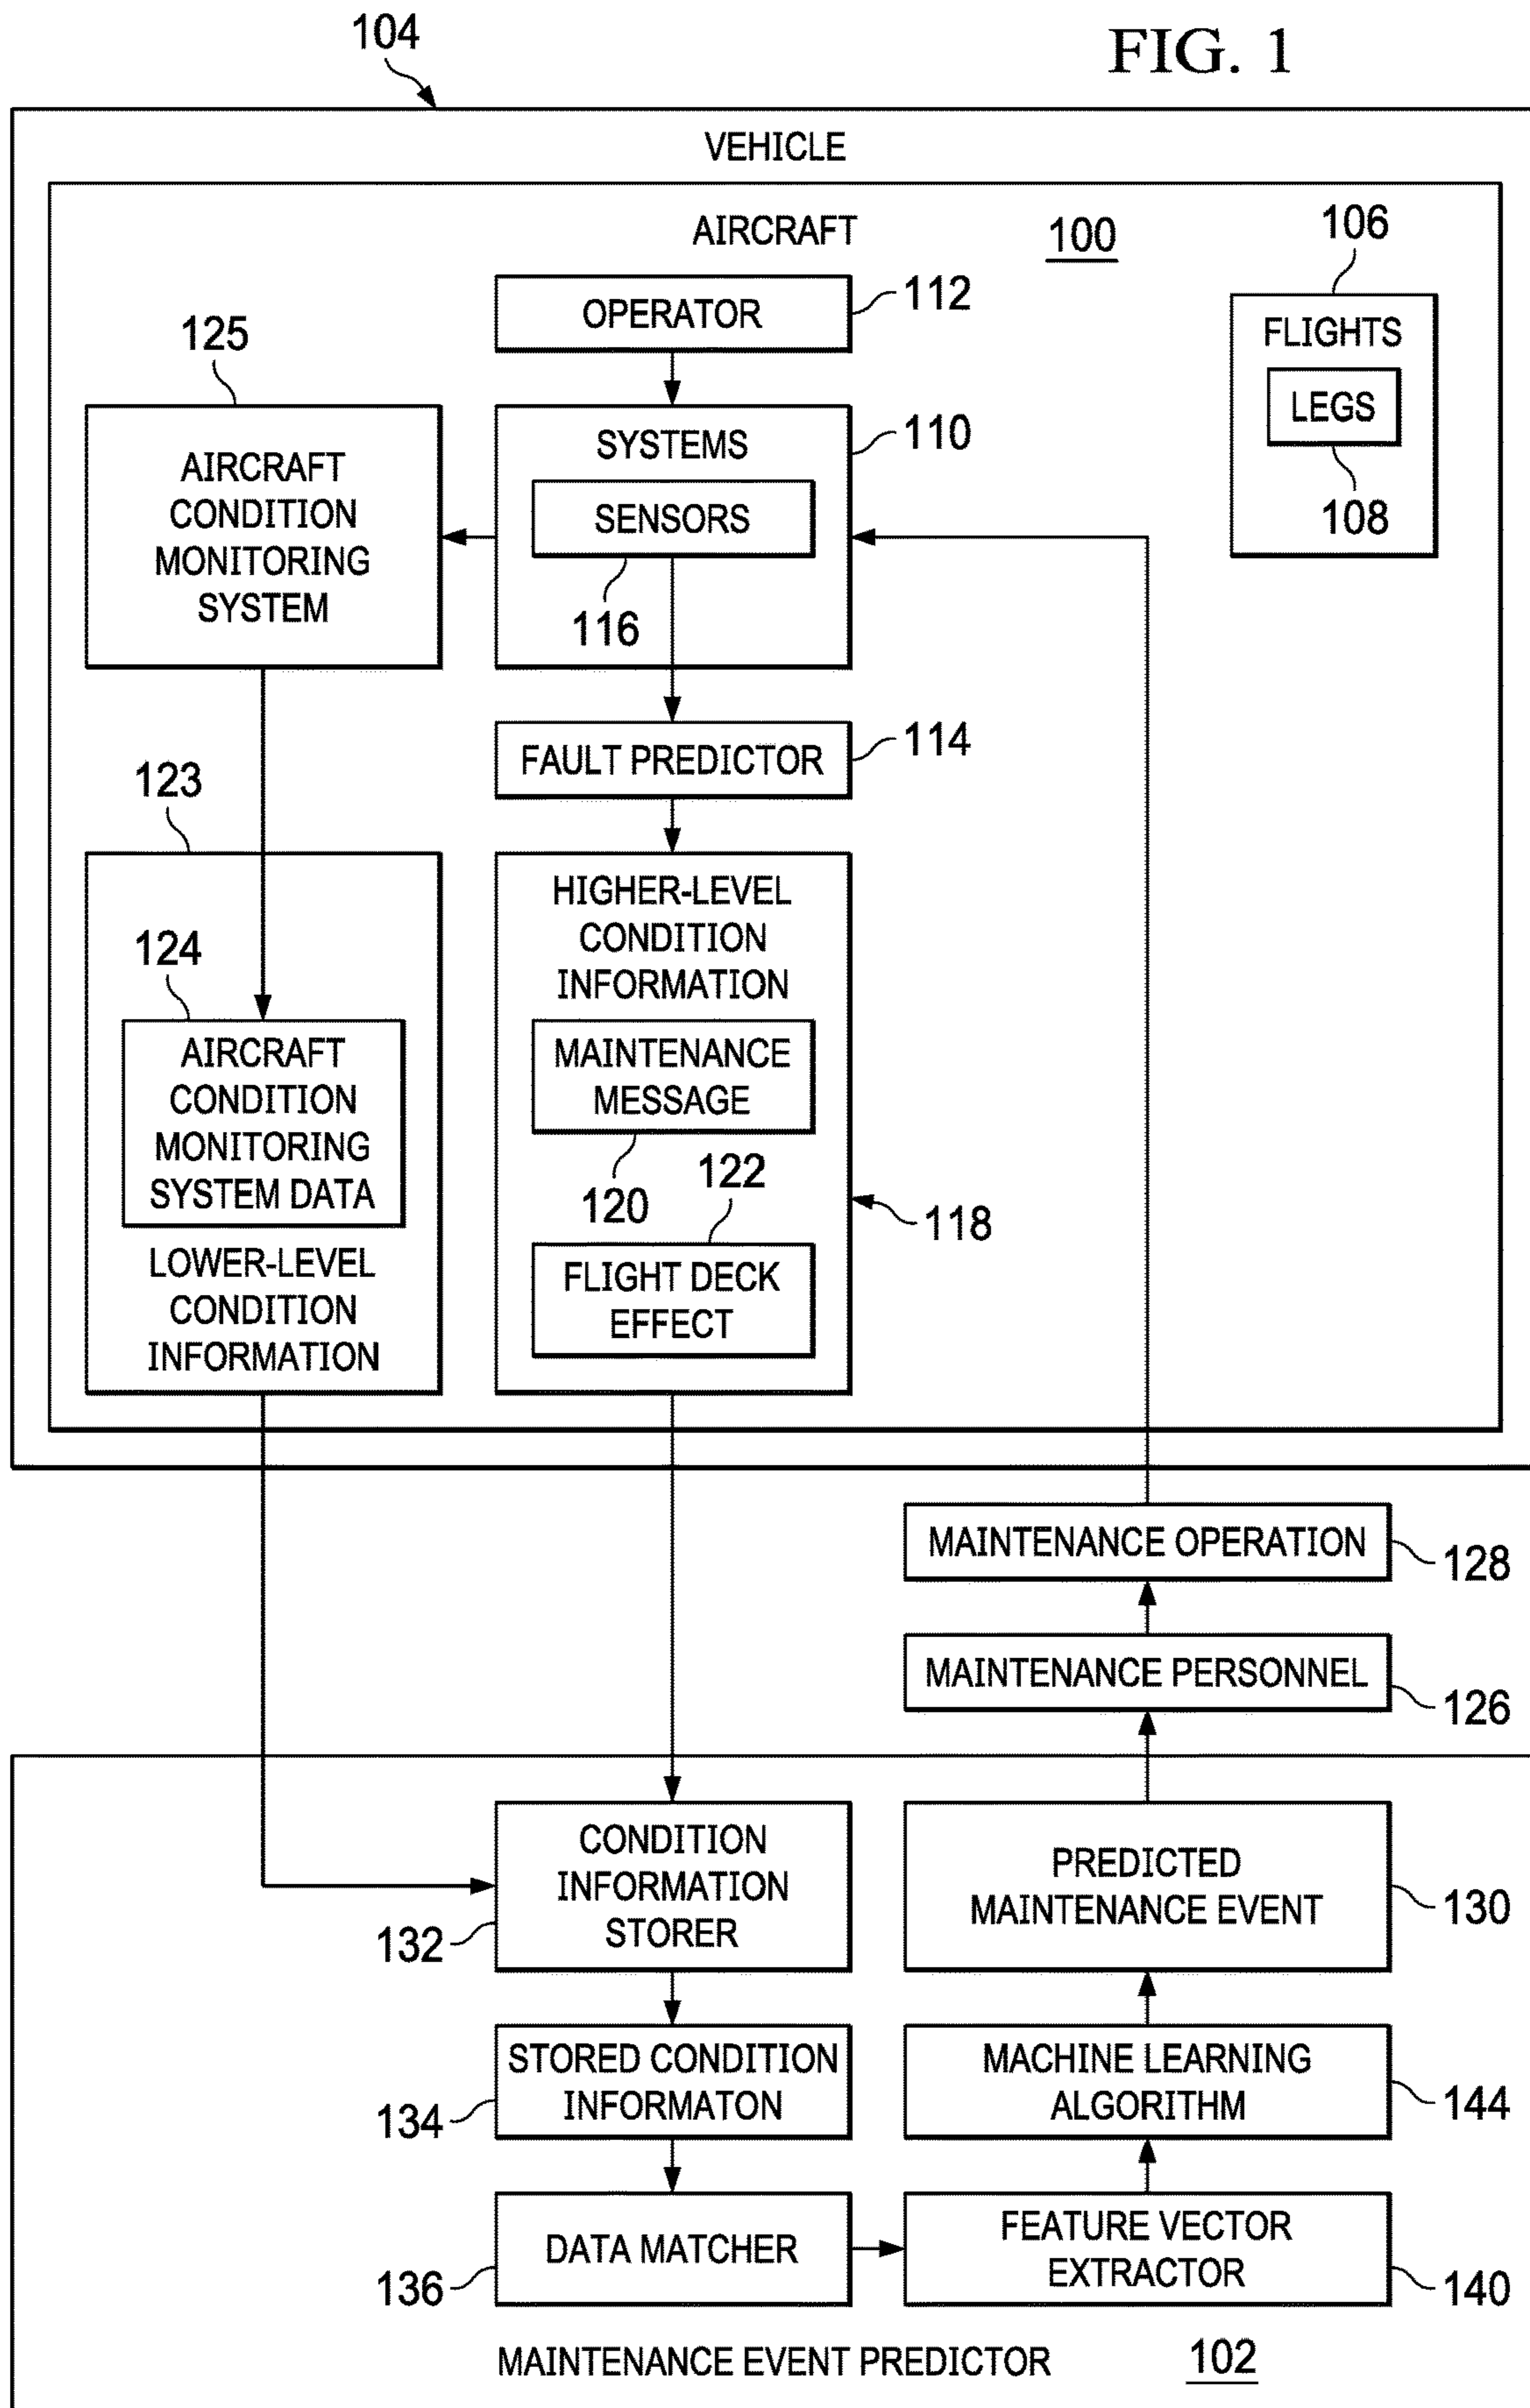 FIG. 1
104
VEHICLE
AIRCRAFT
100
106
FLIGHTS
LEGS
108
OPERATOR
112
125
AIRCRAFT
CONDITION
MONITORING
SYSTEM
SYSTEMS
110
SENSORS
116
FAULT PREDICTOR
114
123
124
AIRCRAFT
CONDITION
MONITORING
SYSTEM DATA
LOWER-LEVEL
CONDITION
INFORMATION
HIGHER-LEVEL
CONDITION
INFORMATION
MAINTENANCE
MESSAGE
120
122
118
FLIGHT DECK
EFFECT
MAINTENANCE OPERATION
128
MAINTENANCE PERSONNEL
126
CONDITION
INFORMATION
STORER
132
PREDICTED
MAINTENANCE EVENT
130
STORED CONDITION
INFORMATON
134
MACHINE LEARNING
ALGORITHM
144
DATA MATCHER
136
FEATURE VECTOR
EXTRACTOR
140
MAINTENANCE EVENT PREDICTOR
102